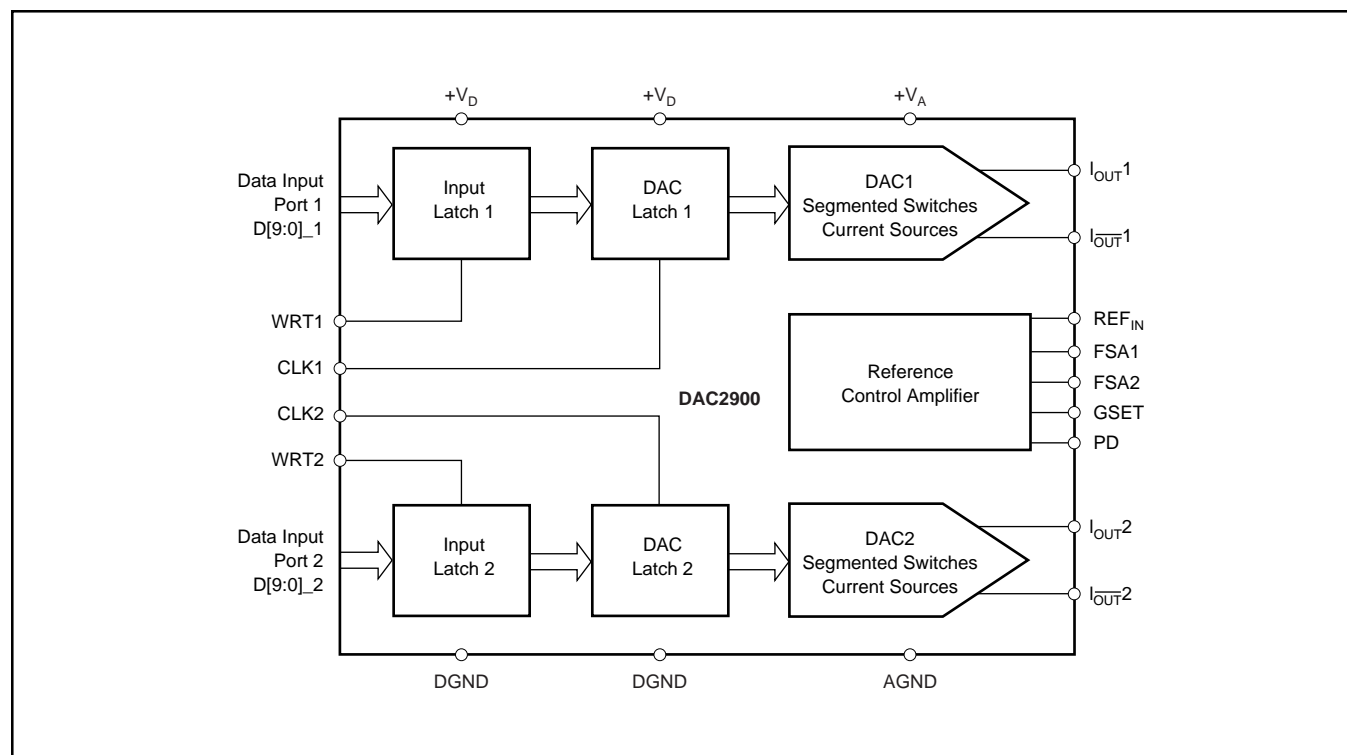 +VD
+VD
+VA
Data Input
Port 1
D[9:0]_1
Input
Latch 1
DAC
Latch 1
DAC1
Segmented Switches
Current Sources
IOUT1
IOUT1
WRT1
CLK1
CLK2
WRT2
DAC2900
Reference
Control Amplifier
REFIN
FSA1
FSA2
GSET
PD
Data Input
Port 2
D[9:0]_2
Input
Latch 2
DAC
Latch 2
DAC2
Segmented Switches
Current Sources
IOUT2
IOUT2
DGND
DGND
AGND